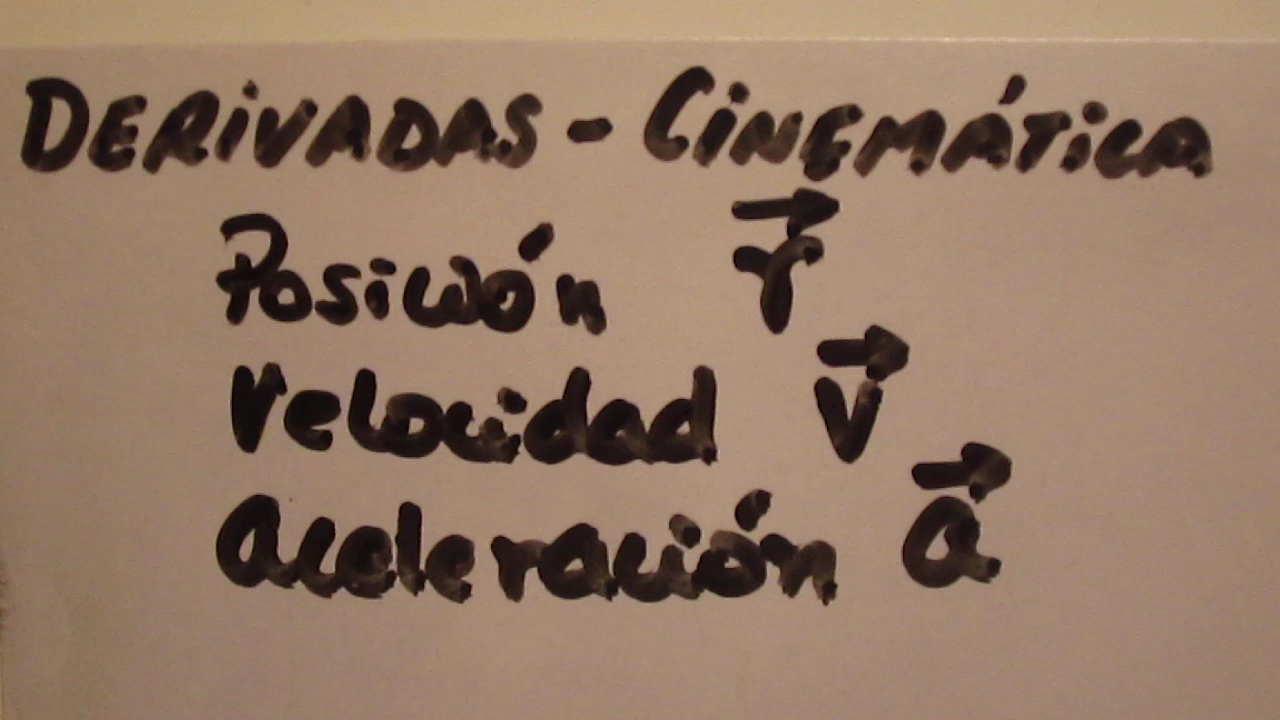 DERIVADAS - CINEMÁTICA
Posición r⃗
Velocidad v⃗
aceleración a⃗